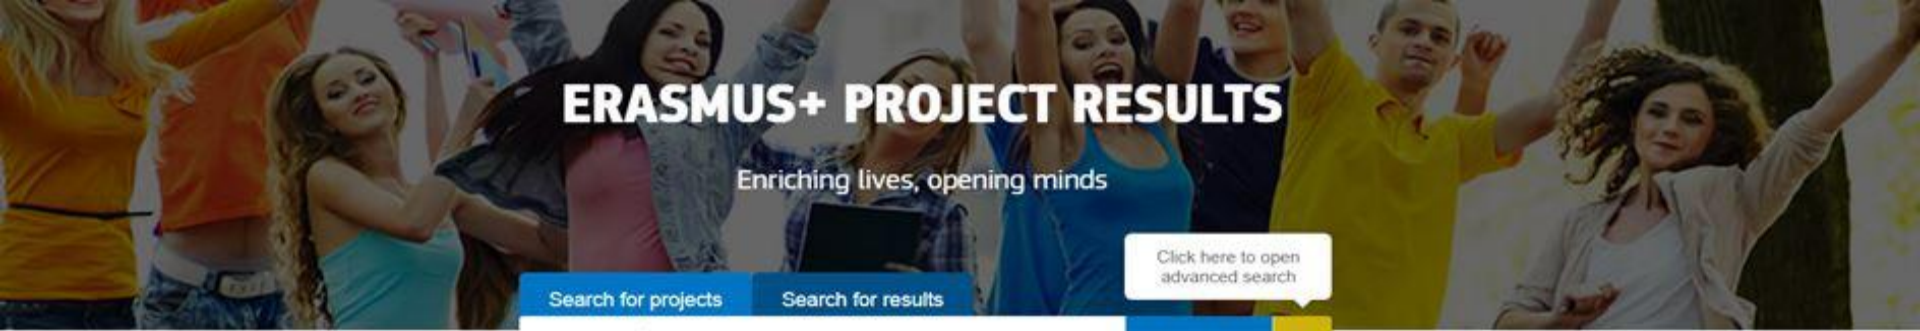 ERASMUS+ PROJECT RESULTS
Enriching lives, opening minds
Click here to open
advanced search
Search for projects
Search for results